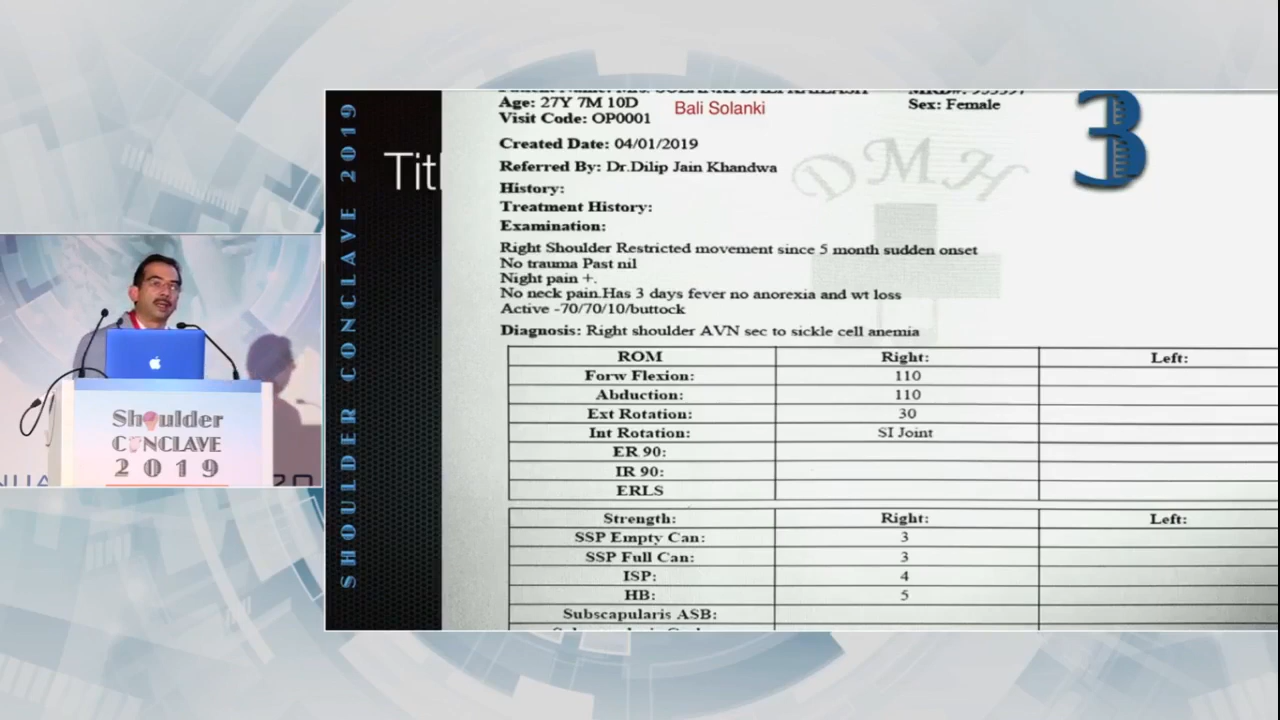 SHOULDER CONCLAVE 2019
Titl
3
Age: 27Y 7M 10D
Bali Solanki
Sex: Female
Visit Code: OP0001
Created Date: 04/01/2019
Referred By: Dr.Dilip Jain Khandwa
DMH
History:
Treatment History:
Examination:
Right Shoulder Restricted movement since 5 month sudden onset
No trauma Past nil
Night pain +.
No neck pain.Has 3 days fever no anorexia and wt loss
Active -70/70/10/buttock
Diagnosis: Right shoulder AVN sec to sickle cell anemia
ROM Right: Left:
Forw Flexion: 110
Abduction: 110
Ext Rotation: 30
Int Rotation: SI Joint
ER 90:
IR 90:
ERLS
Strength: Right: Left:
SSP Empty Can: 3
SSP Full Can: 3
ISP: 4
HB: 5
Subscapularis ASB:
Shoulder
CONCLAVE
2019